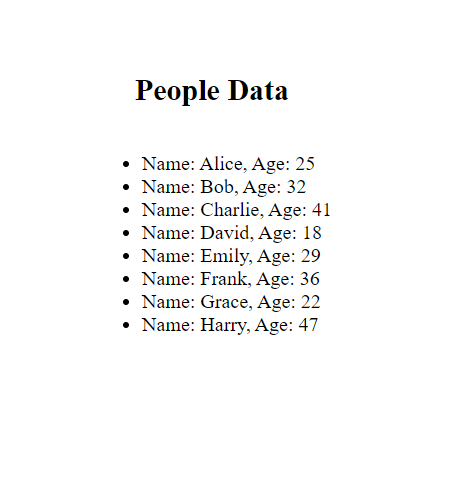 People Data
Name: Alice, Age: 25
Name: Bob, Age: 32
Name: Charlie, Age: 41
Name: David, Age: 18
Name: Emily, Age: 29
Name: Frank, Age: 36
Name: Grace, Age: 22
Name: Harry, Age: 47